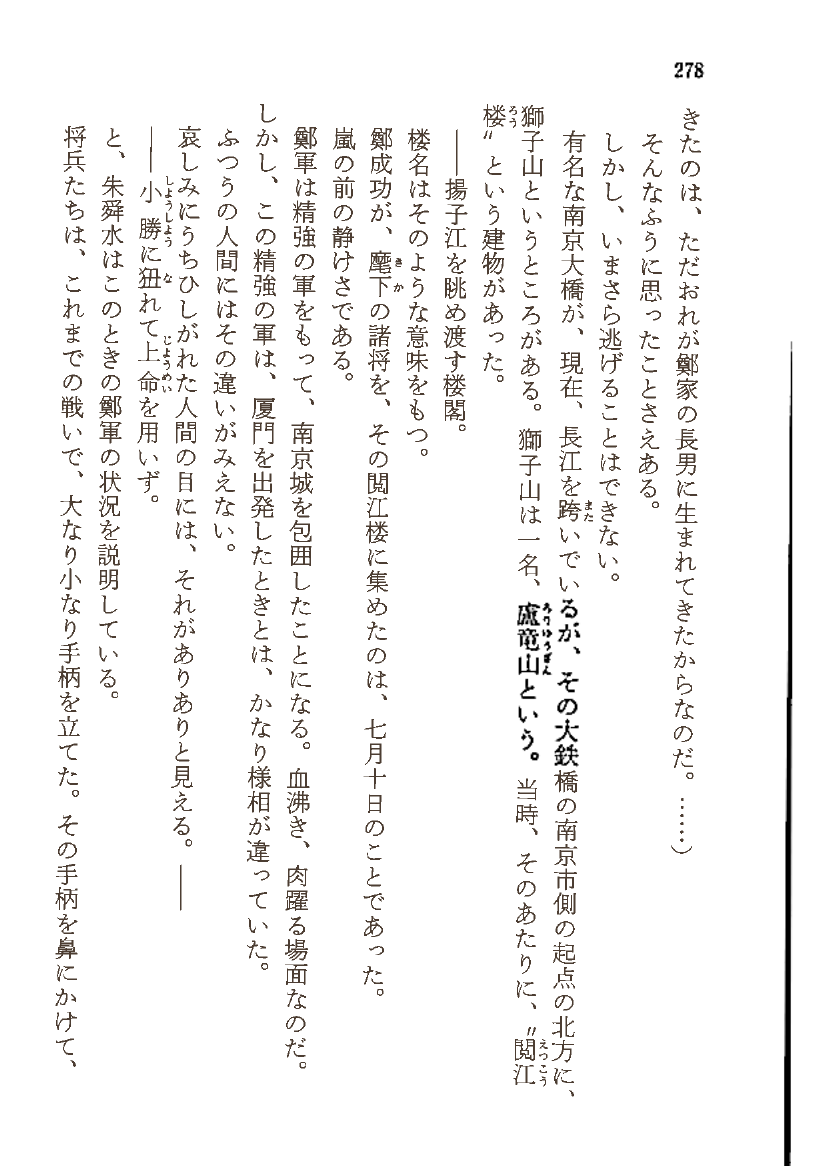 278
きたのは、ただおれが鄭家の長男に生まれてきたからなのだ。……)
そんなふうに思ったことさえある。
しかし、いまさら逃げることはできない。
有名な南京大橋が、現在、長江を跨いでいるが、その大鉄橋の南京市側の起点の北方に、
獅子山というところがある。獅子山は一名、盧竜山という。当時、そのあたりに、〝閲江
楼〟という建物があった。
――揚子江を眺め渡す楼閣。
楼名はそのような意味をもつ。
鄭成功が、麾下の諸将を、その閲江楼に集めたのは、七月十日のことであった。
嵐の前の静けさである。
鄭軍は精強の軍をもって、南京城を包囲したことになる。血沸き、肉躍る場面なのだ。
しかし、この精強の軍は、厦門を出発したときとは、かなり様相が違っていた。
ふつうの人間にはその違いがみえない。
哀しみにうちひしがれた人間の目には、それがありありと見える。――
――小勝に狃れて上命を用いず。
と、朱舜水はこのときの鄭軍の状況を説明している。
将兵たちは、これまでの戦いで、大なり小なり手柄を立てた。その手柄を鼻にかけて、